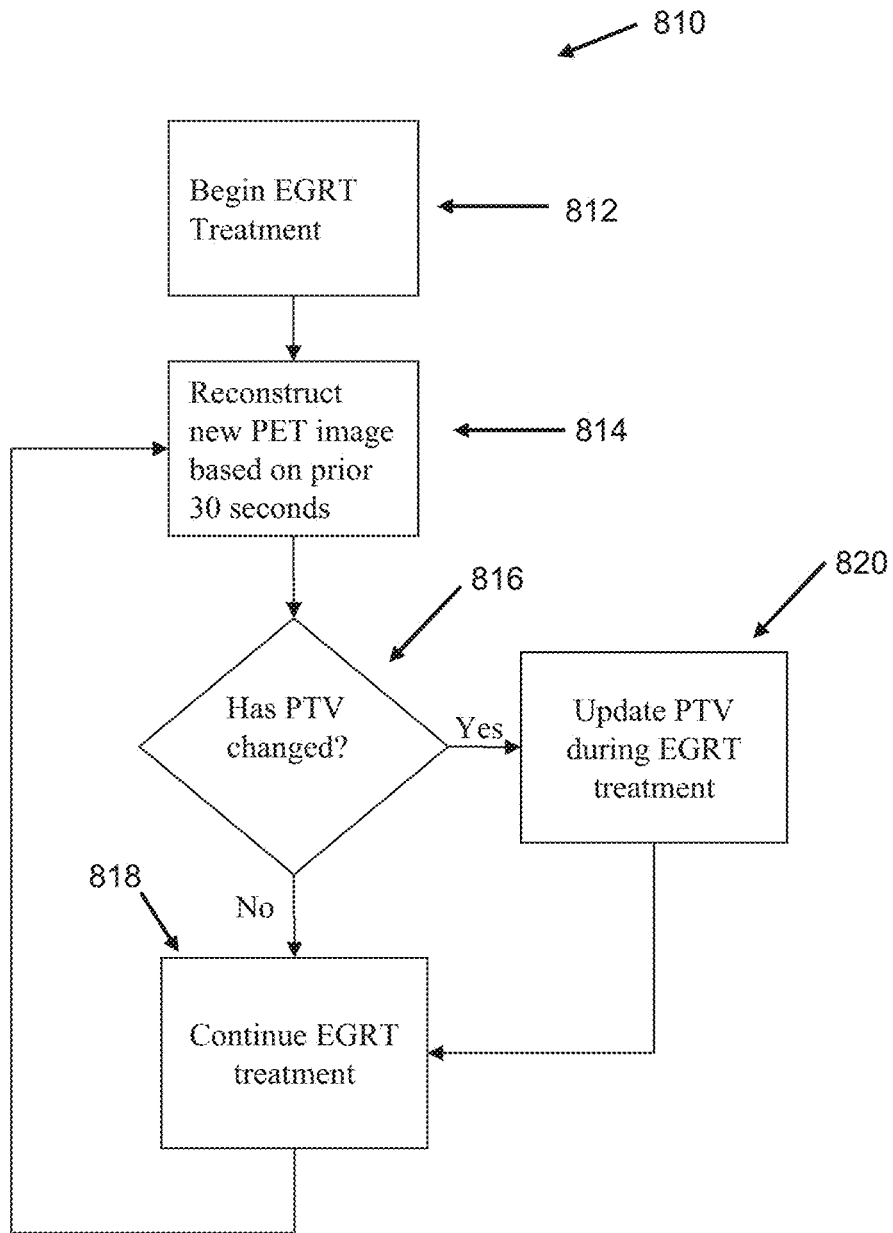 810
Begin EGRT
Treatment
812
Reconstruct
new PET image
based on prior
30 seconds
814
816
820
Has PTV
changed?
Yes
Update PTV
during EGRT
treatment
818
No
Continue EGRT
treatment